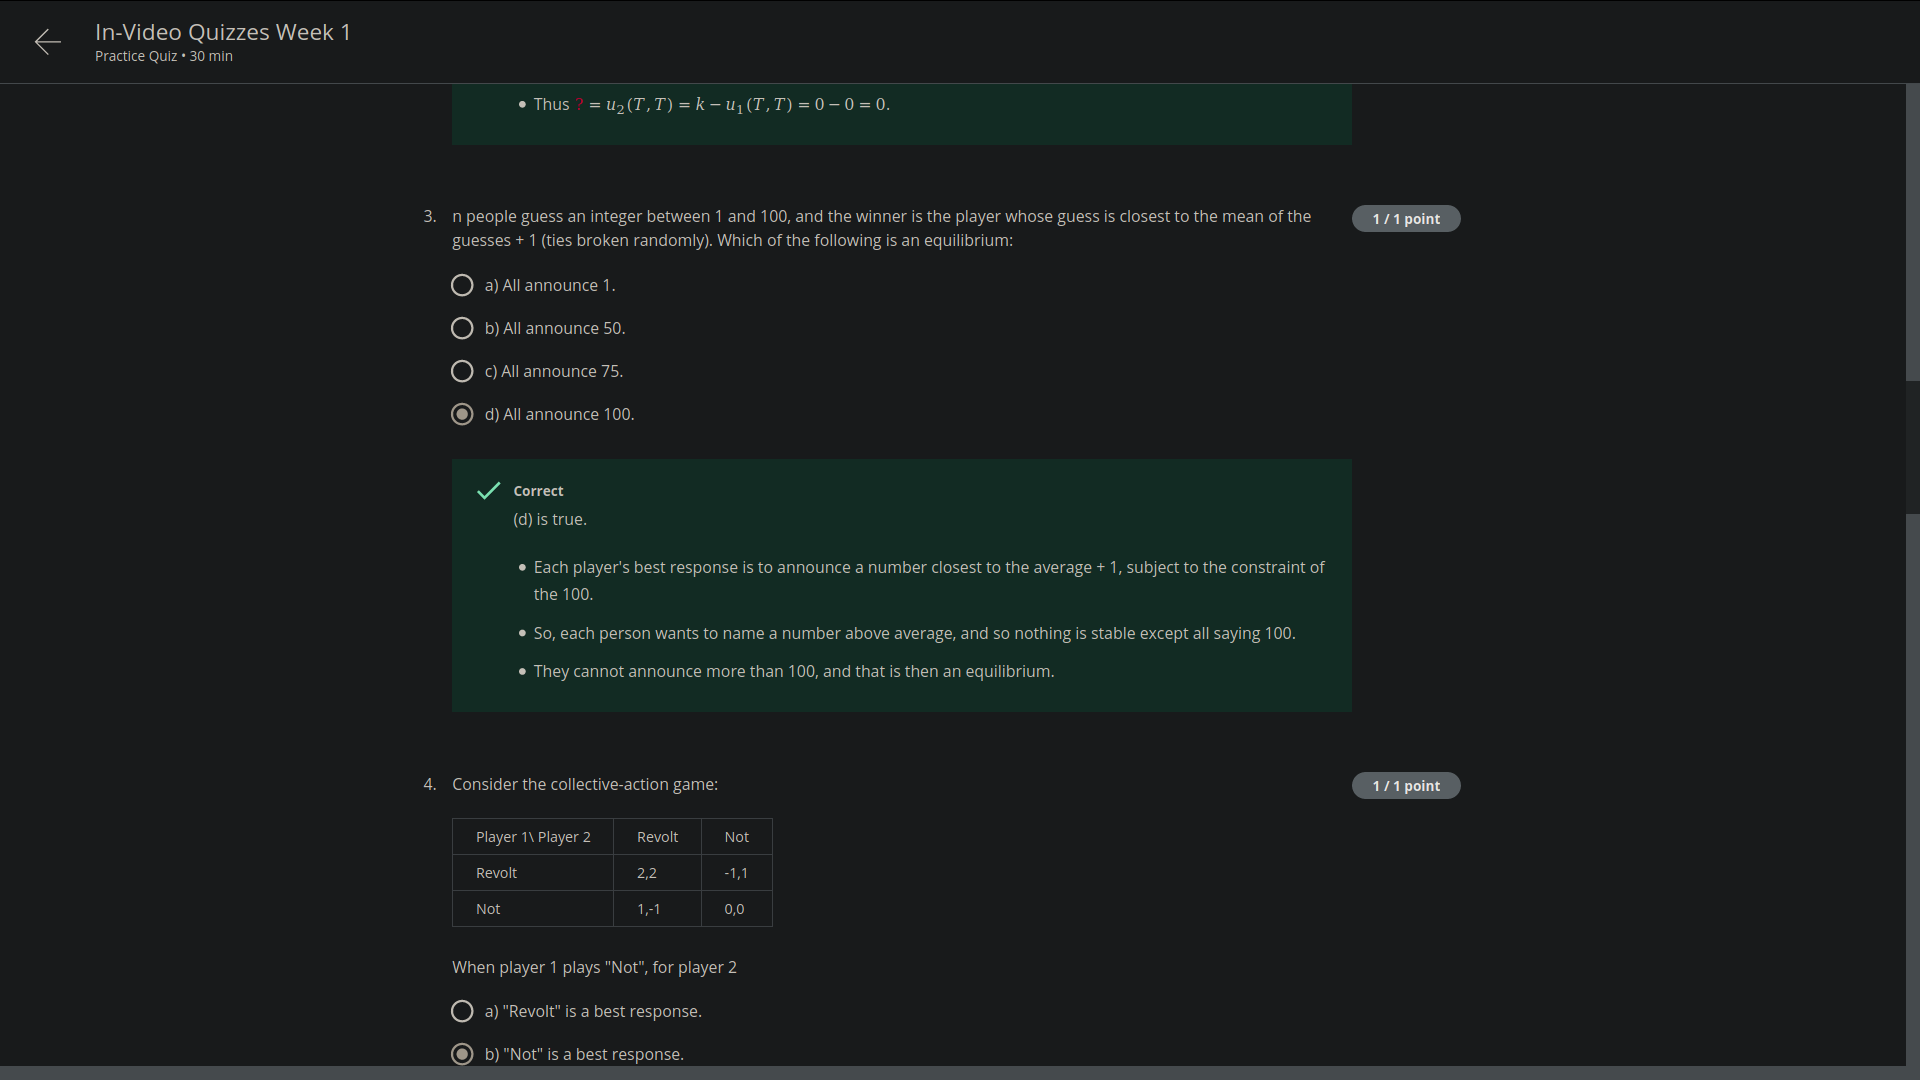 In-Video Quizzes Week 1
Practice Quiz • 30 min
• Thus ? = u₂(T, T) = k − u₁(T, T) = 0 − 0 = 0.
3. n people guess an integer between 1 and 100, and the winner is the player whose guess is closest to the mean of the
guesses + 1 (ties broken randomly). Which of the following is an equilibrium:
1 / 1 point
a) All announce 1.
b) All announce 50.
c) All announce 75.
d) All announce 100.
Correct
(d) is true.
• Each player's best response is to announce a number closest to the average + 1, subject to the constraint of
the 100.
• So, each person wants to name a number above average, and so nothing is stable except all saying 100.
• They cannot announce more than 100, and that is then an equilibrium.
4. Consider the collective-action game:
1 / 1 point
Player 1\ Player 2 Revolt Not
Revolt 2,2 -1,1
Not 1,-1 0,0
When player 1 plays "Not", for player 2
a) "Revolt" is a best response.
b) "Not" is a best response.